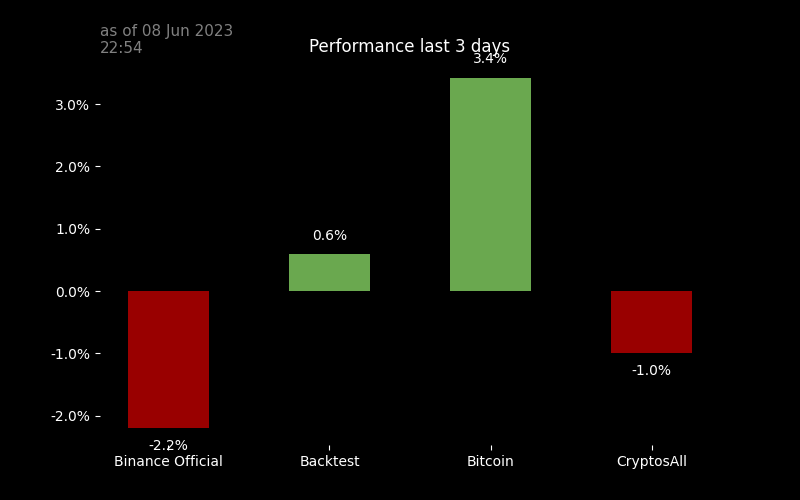 as of 08 Jun 2023
22:54
Performance last 3 days
3.4%
3.0%
2.0%
1.0%
0.6%
0.0%
-1.0%
-1.0%
-2.0%
-2.2%
Binance Official
Backtest
Bitcoin
CryptosAll